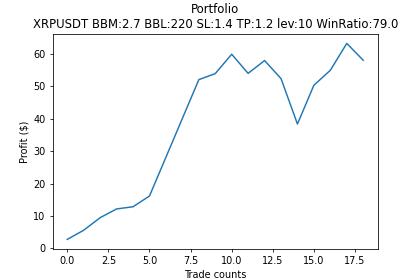 Portfolio
XRPUSDT BBM:2.7 BBL:220 SL:1.4 TP:1.2 lev:10 WinRatio:79.0
60
50
40
30
20
10
0
Profit ($)
0.0 2.5 5.0 7.5 10.0 12.5 15.0 17.5
Trade counts